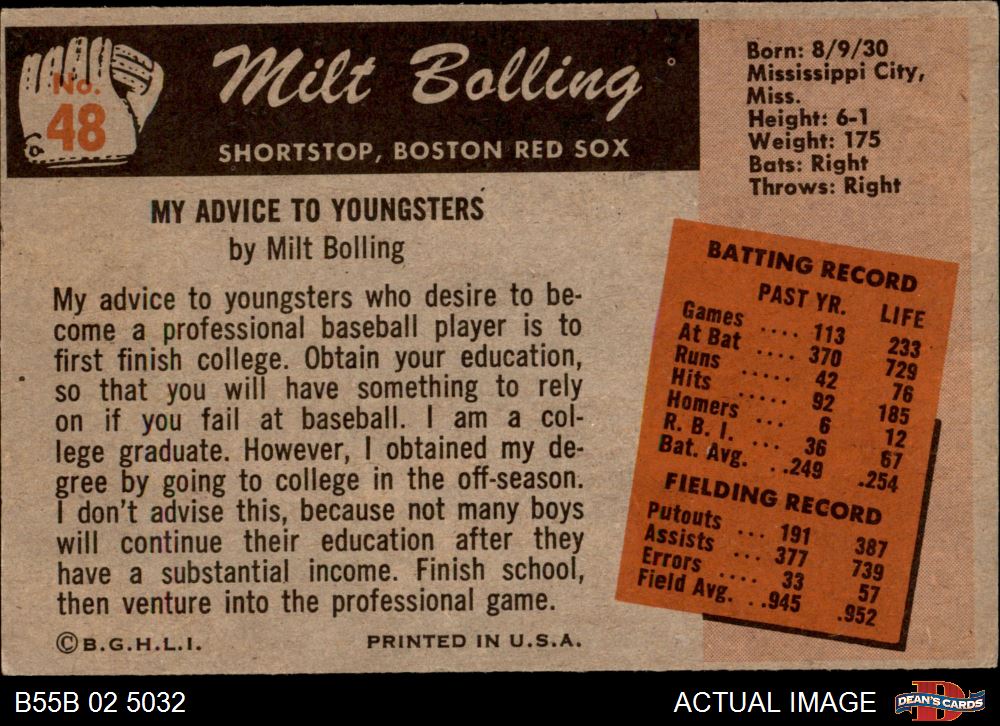 No.
48
Milt Bolling
SHORTSTOP, BOSTON RED SOX
Born: 8/9/30
Mississippi City,
Miss.
Height: 6-1
Weight: 175
Bats: Right
Throws: Right
MY ADVICE TO YOUNGSTERS
by Milt Bolling
My advice to youngsters who desire to be-
come a professional baseball player is to
first finish college. Obtain your education,
so that you will have something to rely
on if you fail at baseball. I am a col-
lege graduate. However, I obtained my de-
gree by going to college in the off-season.
I don't advise this, because not many boys
will continue their education after they
have a substantial income. Finish school,
then venture into the professional game.
©B.G.H.L.I. PRINTED IN U.S.A.
BATTING RECORD
PAST YR. LIFE
Games .... 113 233
At Bat .... 370 729
Runs ..... 42 76
Hits ..... 92 185
Homers ... 6 12
R. B. I. ... 36 67
Bat. Avg. ..249 .254
FIELDING RECORD
Putouts ... 191 387
Assists ... 377 739
Errors .... 33 57
Field Avg. ..945 .952
B55B 02 5032 ACTUAL IMAGE
DEAN'S CARDS